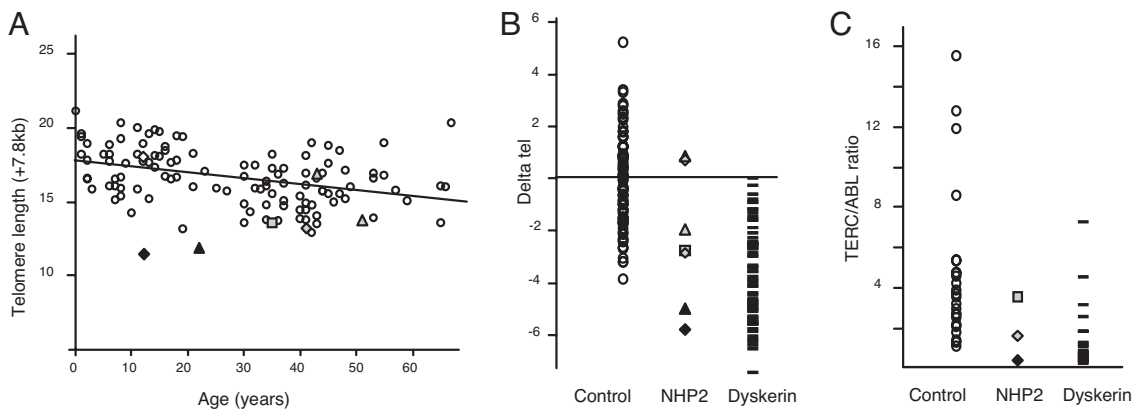 A
Telomere length (+7.8kb)
25
20
15
10
0 10 20 30 40 50 60
Age (years)
B
Delta tel
6
4
2
0
-2
-4
-6
Control NHP2 Dyskerin
C
TERC/ABL ratio
16
12
8
4
Control NHP2 Dyskerin